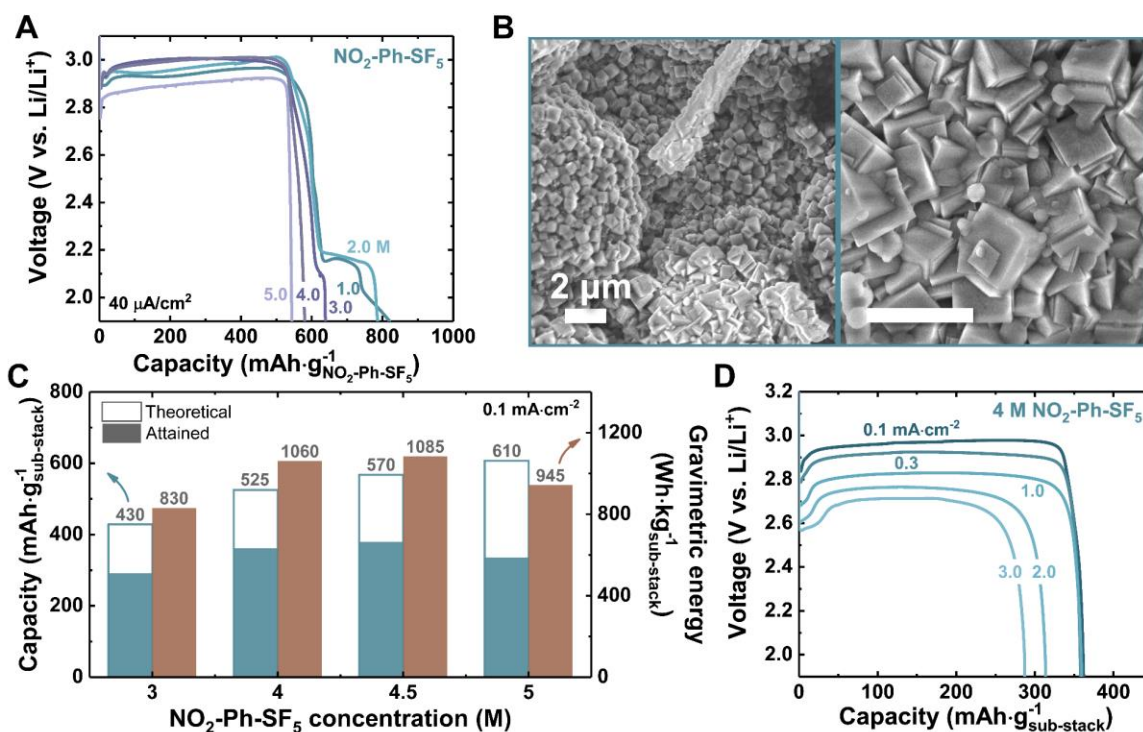 A
NO₂-Ph-SF₅
Voltage (V vs. Li/Li⁺)
3.0
2.8
2.6
2.4
2.2
2.0
2.0 M
1.0
5.0
4.0
3.0
40 μA/cm²
0
200
400
600
800
1000
Capacity (mAh·g⁻¹NO₂-Ph-SF₅)
B
2 μm
C
Capacity (mAh·g⁻¹sub-stack)
800
600
400
200
0
Theoretical
Attained
0.1 mA·cm⁻²
430
830
525
1060
570
1085
610
945
1200
800
400
0
Gravimetric energy
(Wh·kg⁻¹sub-stack)
3
4
4.5
5
NO₂-Ph-SF₅ concentration (M)
D
4 M NO₂-Ph-SF₅
Voltage (V vs. Li/Li⁺)
3.2
3.0
2.8
2.6
2.4
2.2
2.0
0.1 mA·cm⁻²
0.3
1.0
3.0
2.0
0
100
200
300
400
Capacity (mAh·g⁻¹sub-stack)